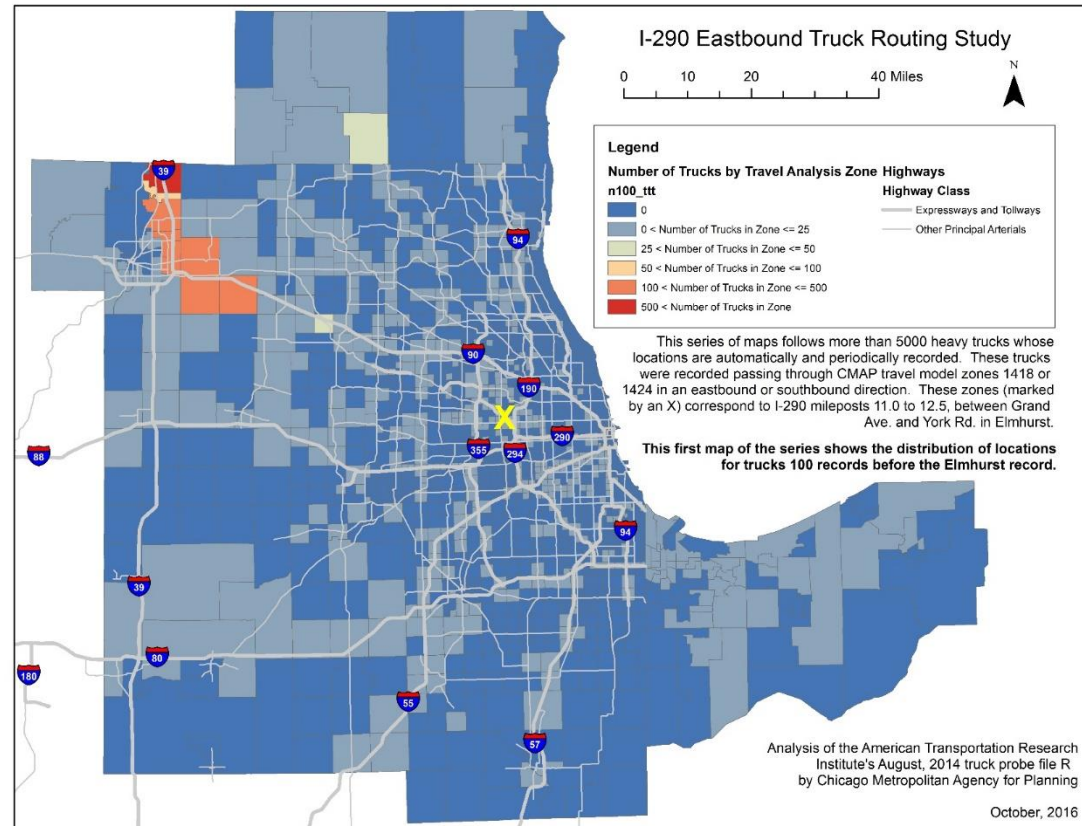 I-290 Eastbound Truck Routing Study
0 10 20 40 Miles
N
Legend
Number of Trucks by Travel Analysis Zone
n100_ttt
0
0 < Number of Trucks in Zone <= 25
25 < Number of Trucks in Zone <= 50
50 < Number of Trucks in Zone <= 100
100 < Number of Trucks in Zone <= 500
500 < Number of Trucks in Zone
Highways
Highway Class
Expressways and Tollways
Other Principal Arterials
This series of maps follows more than 5000 heavy trucks whose
locations are automatically and periodically recorded. These trucks
were recorded passing through CMAP travel model zones 1418 or
1424 in an eastbound or southbound direction. These zones (marked
by an X) correspond to I-290 mileposts 11.0 to 12.5, between Grand
Ave. and York Rd. in Elmhurst.
This first map of the series shows the distribution of locations
for trucks 100 records before the Elmhurst record.
39
94
90
190
X
290
355
294
88
94
39
80
180
55
57
Analysis of the American Transportation Research
Institute's August, 2014 truck probe file R
by Chicago Metropolitan Agency for Planning
October, 2016